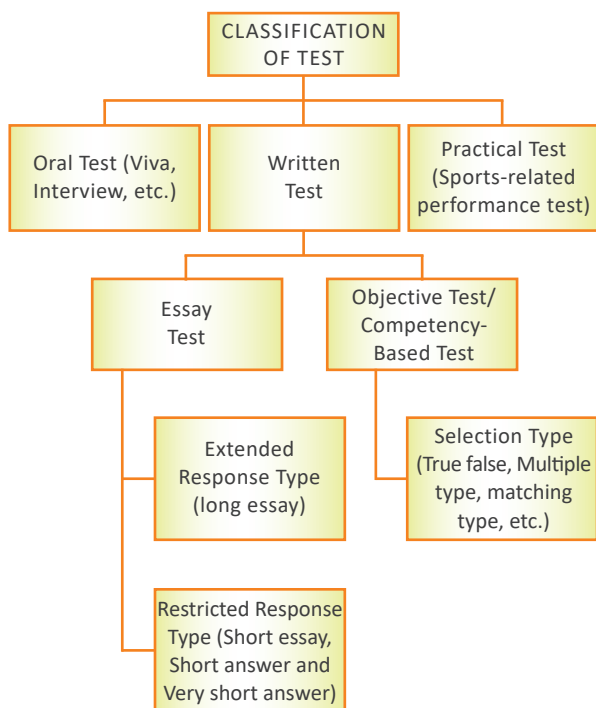 CLASSIFICATION
OF TEST
Oral Test (Viva,
Interview, etc.)
Written
Test
Practical Test
(Sports-related
performance test)
Essay
Test
Objective Test/
Competency-
Based Test
Extended
Response Type
(long essay)
Selection Type
(True false, Multiple
type, matching
type, etc.)
Restricted Response
Type (Short essay,
Short answer and
Very short answer)